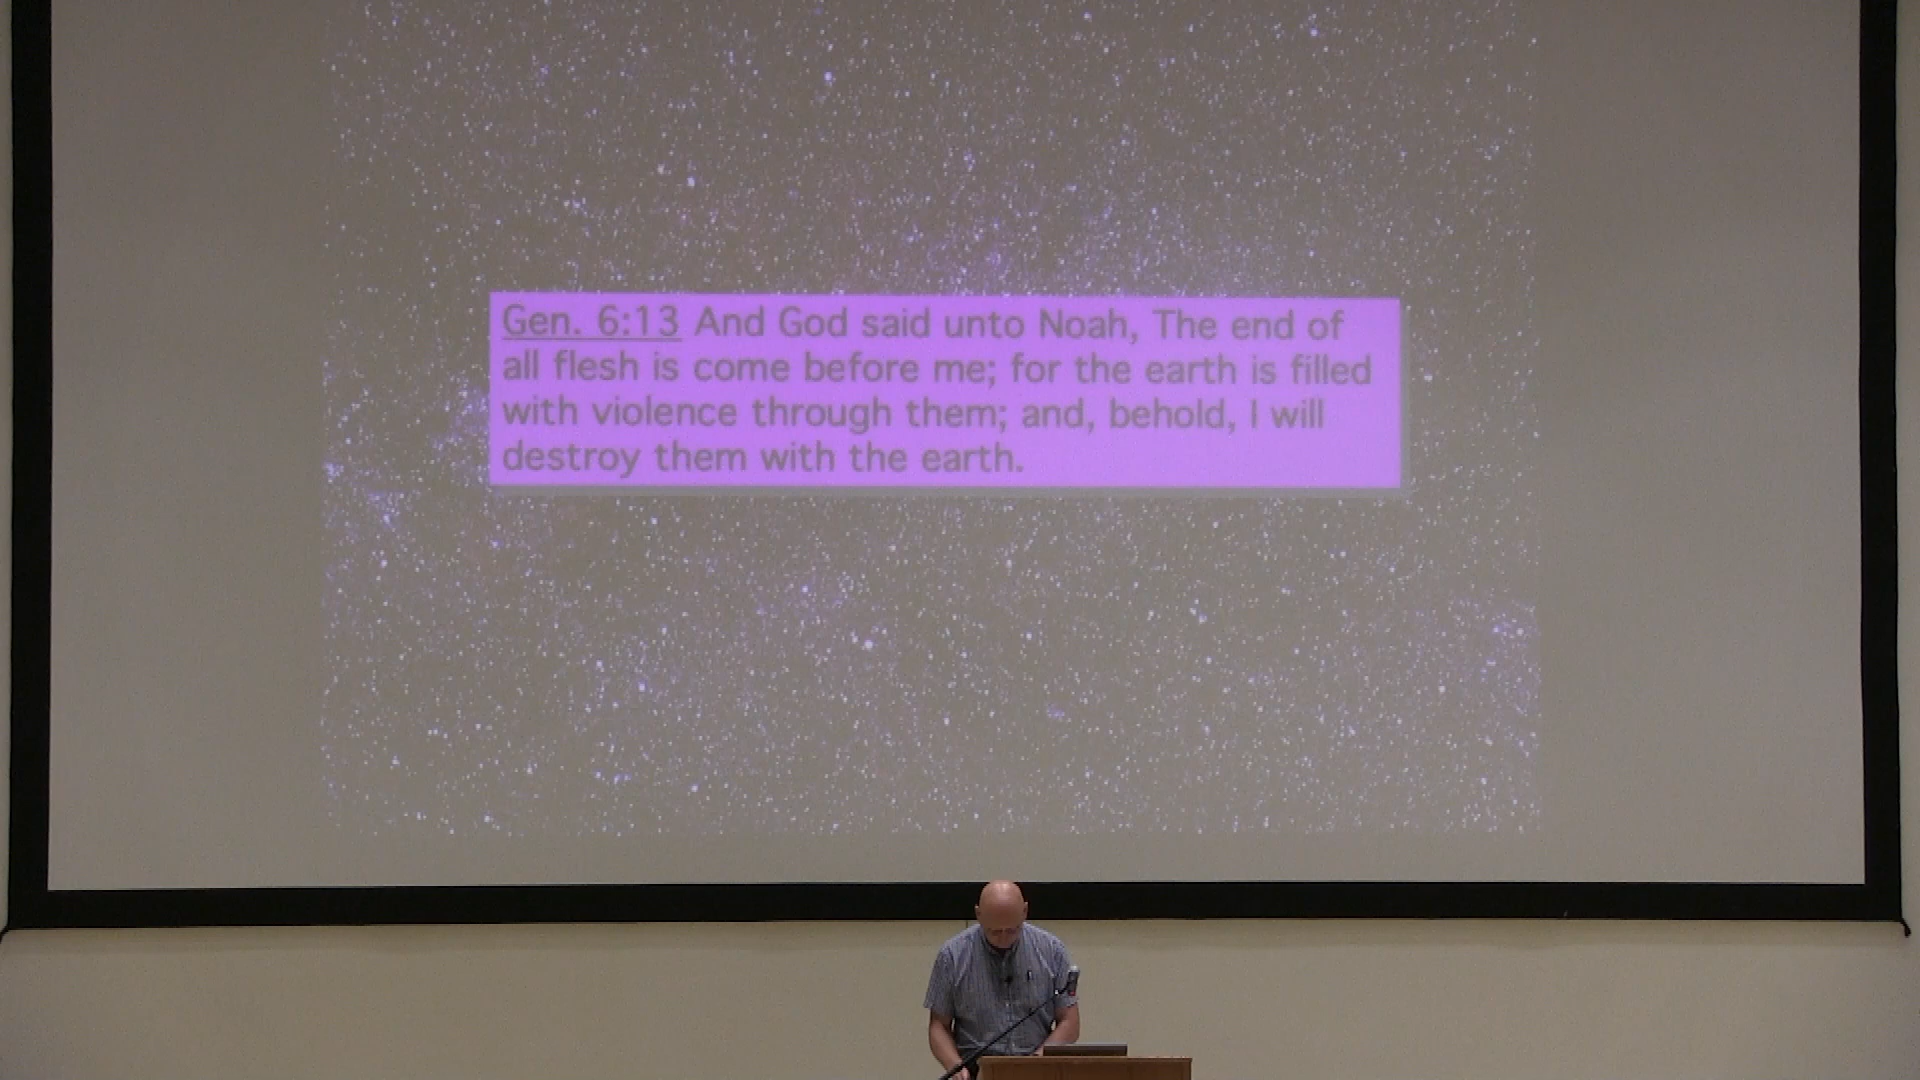 Gen. 6:13 And God said unto Noah, The end of
all flesh is come before me; for the earth is filled
with violence through them; and, behold, I will
destroy them with the earth.